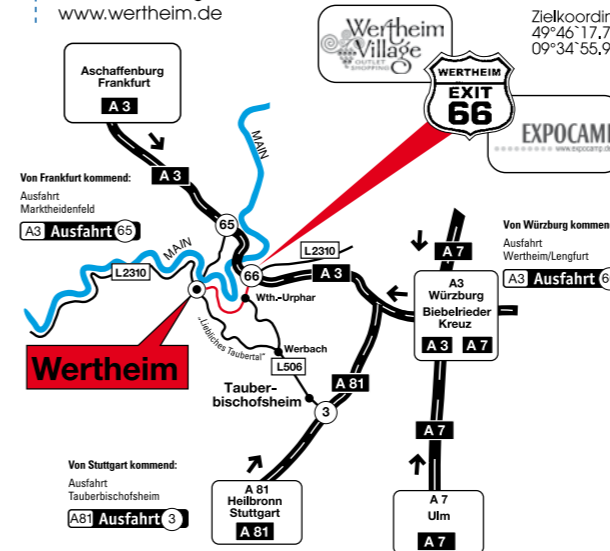 www.wertheim.de
Wertheim
Village
OUTLET
SHOPPING
Zielkoordin
49°46`17,7
09°34`55,9
WERTHEIM
EXIT
66
EXPOCAMP
www.expocamp.de
Aschaffenburg
Frankfurt
A 3
MAIN
A 3
Von Frankfurt kommend:
Ausfahrt
Marktheidenfeld
A3 Ausfahrt 65
65
MAIN
L2310
L2310
66
A 3
Wth.-Urphar
A 7
Von Würzburg kommen
Ausfahrt
Wertheim/Lengfurt
A3 Ausfahrt 6
A3
Würzburg
Biebelrieder
Kreuz
A 3 A 7
Wertheim
„Liebliches Taubertal"
Werbach
L506
Tauber-
bischofsheim
3
A 81
A 7
Von Stuttgart kommend:
Ausfahrt
Tauberbischofsheim
A81 Ausfahrt 3
A 81
Heilbronn
Stuttgart
A 81
A 7
Ulm
A 7